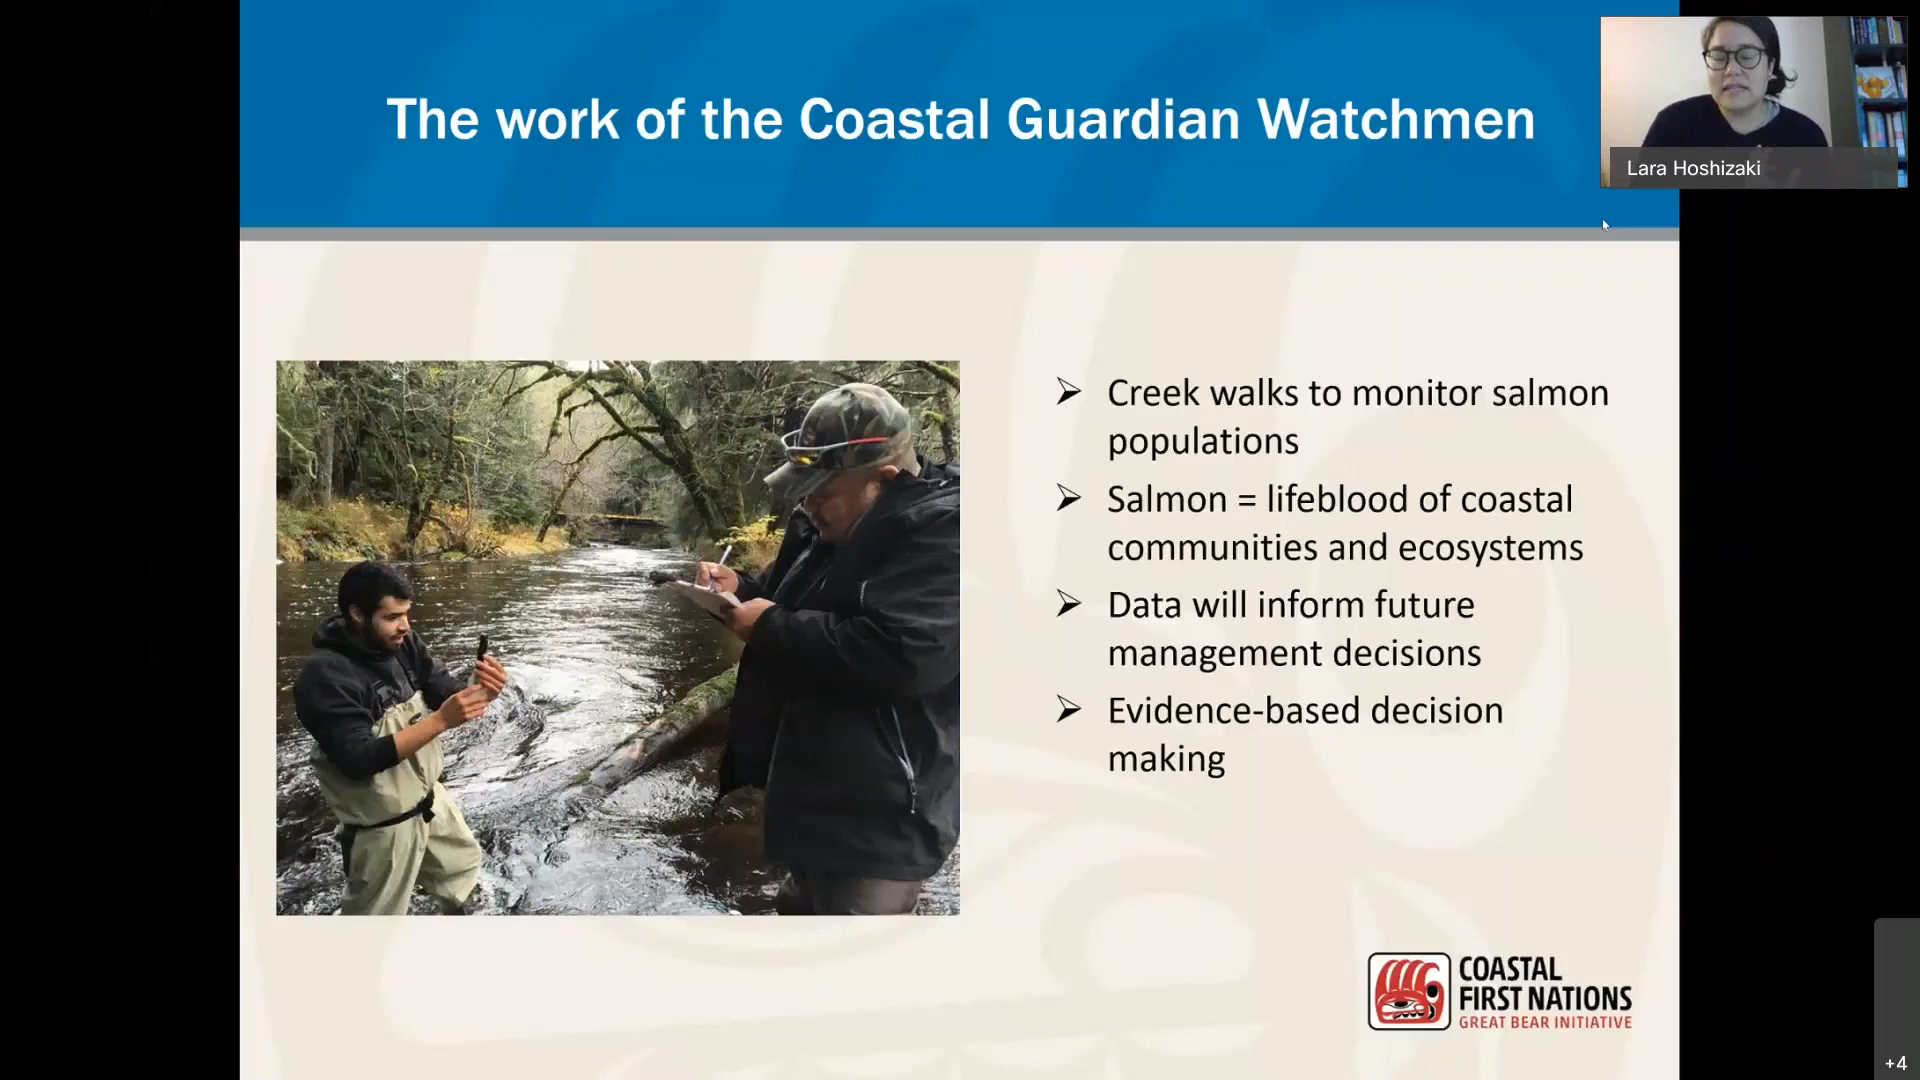 The work of the Coastal Guardian Watchmen
Lara Hoshizaki
➢ Creek walks to monitor salmon
populations
➢ Salmon = lifeblood of coastal
communities and ecosystems
➢ Data will inform future
management decisions
➢ Evidence-based decision
making
COASTAL
FIRST NATIONS
GREAT BEAR INITIATIVE
+4